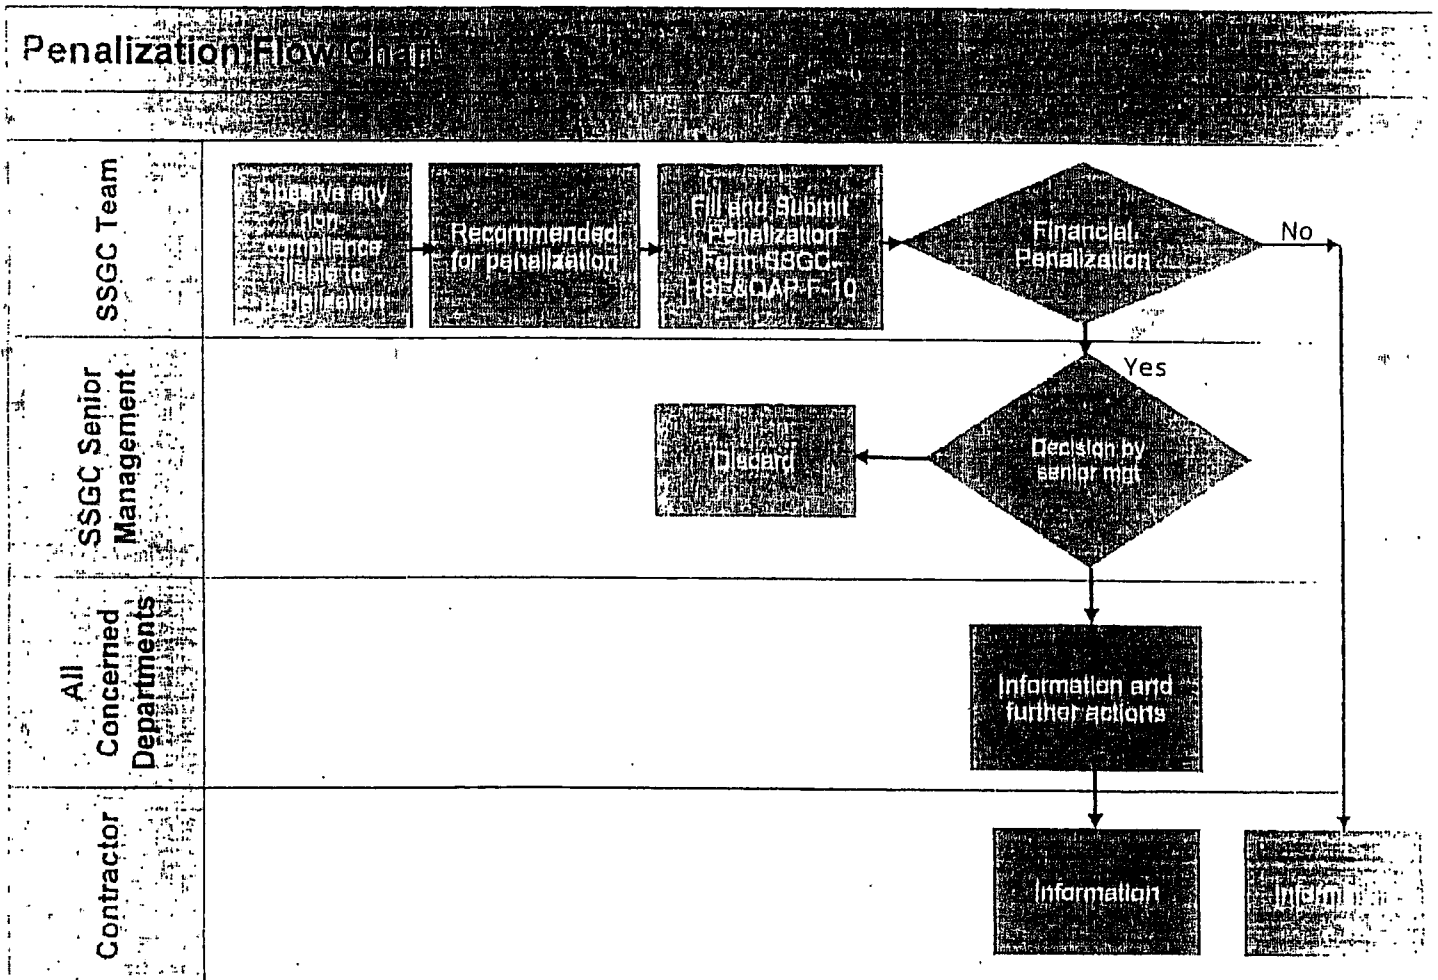 Penalization Flow Chart
SSGC Team
Observe any
non-
compliance
liable to
penalization
Recommended
for penalization
Fill and Submit
Penalization
Form SSGC-
HSE&QAP-F-10
Financial
Penalization
No
Yes
SSGC Senior
Management
Discard
Decision by
senior mgt
All
Concerned
Departments
Information and
further actions
Contractor
Information